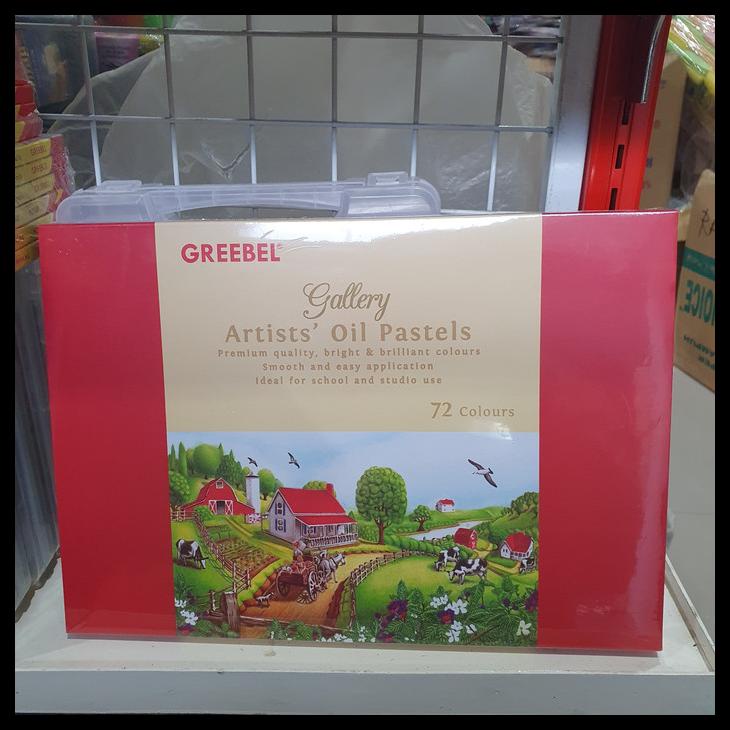 GREEBEL
Gallery
Artists' Oil Pastels
Premium quality, bright & brilliant colours
Smooth and easy application
Ideal for school and studio use
72 Colours